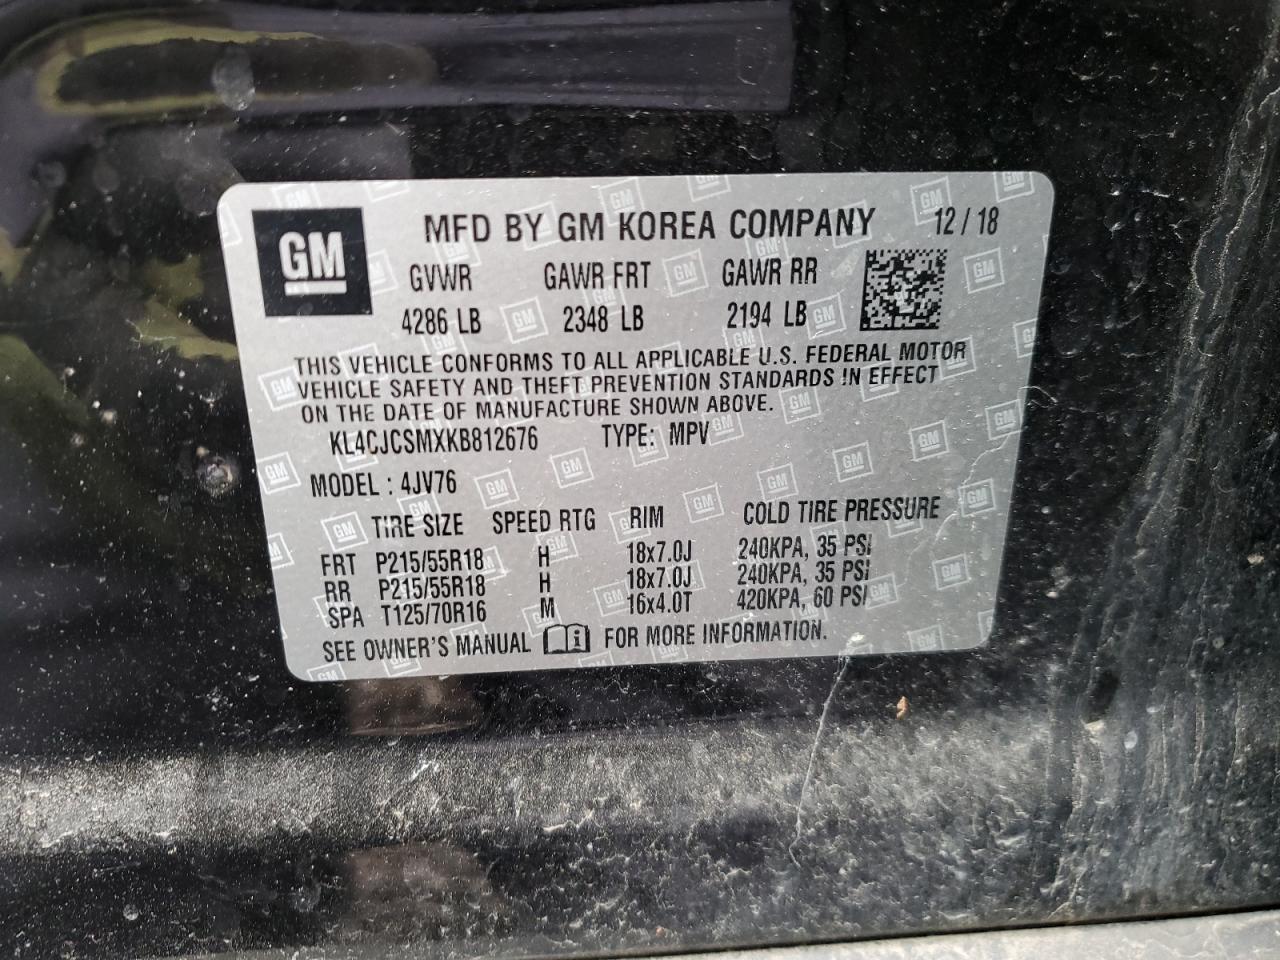 GM
MFD BY GM KOREA COMPANY 12/18
GVWR GAWR FRT GAWR RR
4286 LB 2348 LB 2194 LB
THIS VEHICLE CONFORMS TO ALL APPLICABLE U.S. FEDERAL MOTOR
VEHICLE SAFETY AND THEFT PREVENTION STANDARDS IN EFFECT
ON THE DATE OF MANUFACTURE SHOWN ABOVE.
KL4CJCSMXKB812676 TYPE: MPV
MODEL : 4JV76
TIRE SIZE SPEED RTG RIM COLD TIRE PRESSURE
FRT P215/55R18 H 18x7.0J 240KPA, 35 PSI
RR P215/55R18 H 18x7.0J 240KPA, 35 PSI
SPA T125/70R16 M 16x4.0T 420KPA, 60 PSI
SEE OWNER'S MANUAL i FOR MORE INFORMATION.